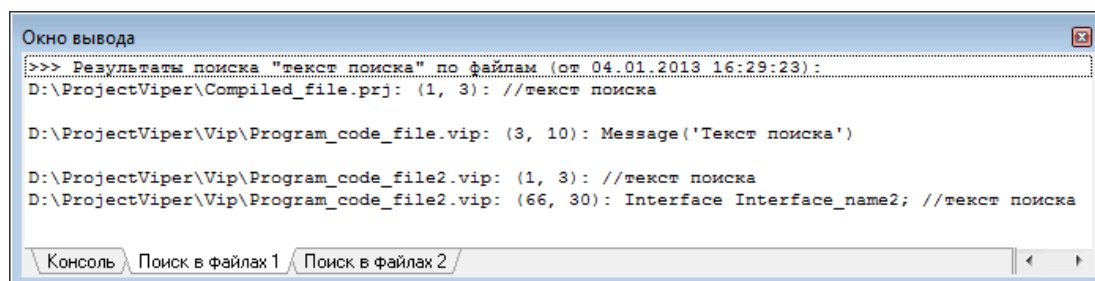 Окно вывода
>>> Результаты поиска "текст поиска" по файлам (от 04.01.2013 16:29:23):
D:\ProjectViper\Compiled_file.prj: (1, 3): //текст поиска
D:\ProjectViper\Vip\Program_code_file.vip: (3, 10): Message('Текст поиска')
D:\ProjectViper\Vip\Program_code_file2.vip: (1, 3): //текст поиска
D:\ProjectViper\Vip\Program_code_file2.vip: (66, 30): Interface Interface_name2; //текст поиска
Консоль Поиск в файлах 1 Поиск в файлах 2